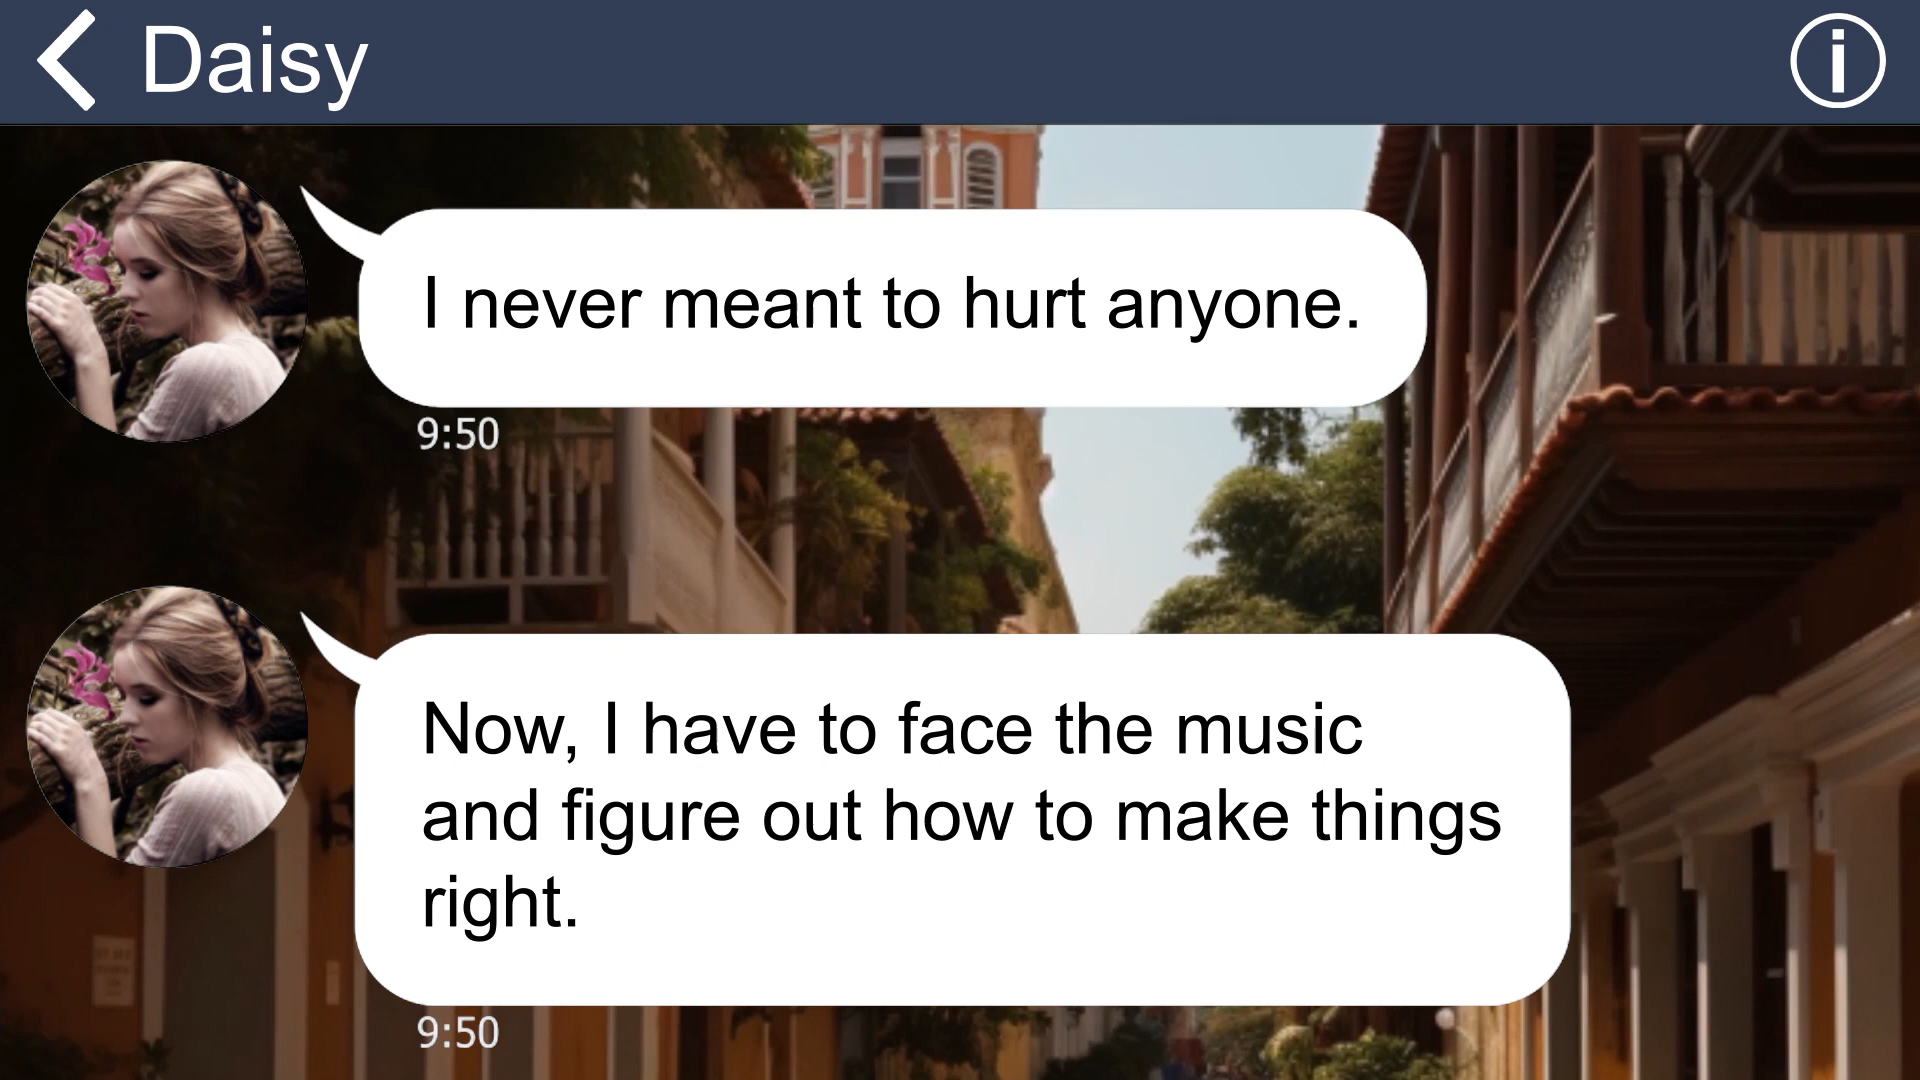 Daisy
I never meant to hurt anyone.
9:50
Now, I have to face the music
and figure out how to make things
right.
9:50